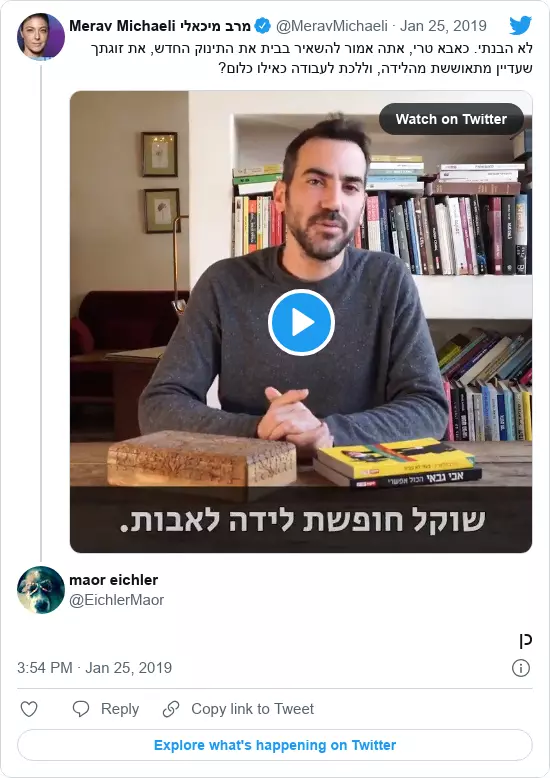 Merav Michaeli מרב מיכאלי @MeravMichaeli · Jan 25, 2019
לא הבנתי. כאבא טרי, אתה אמור להשאיר בבית את התינוק החדש, את זוגתך
שעדיין מתאוששת מהלידה, וללכת לעבודה כאילו כלום?
Watch on Twitter
אבי גבאי הכול אפשרי
שוקל חופשת לידה לאבות.
maor eichler
@EichlerMaor
כן
3:54 PM · Jan 25, 2019
Reply
Copy link to Tweet
Explore what's happening on Twitter